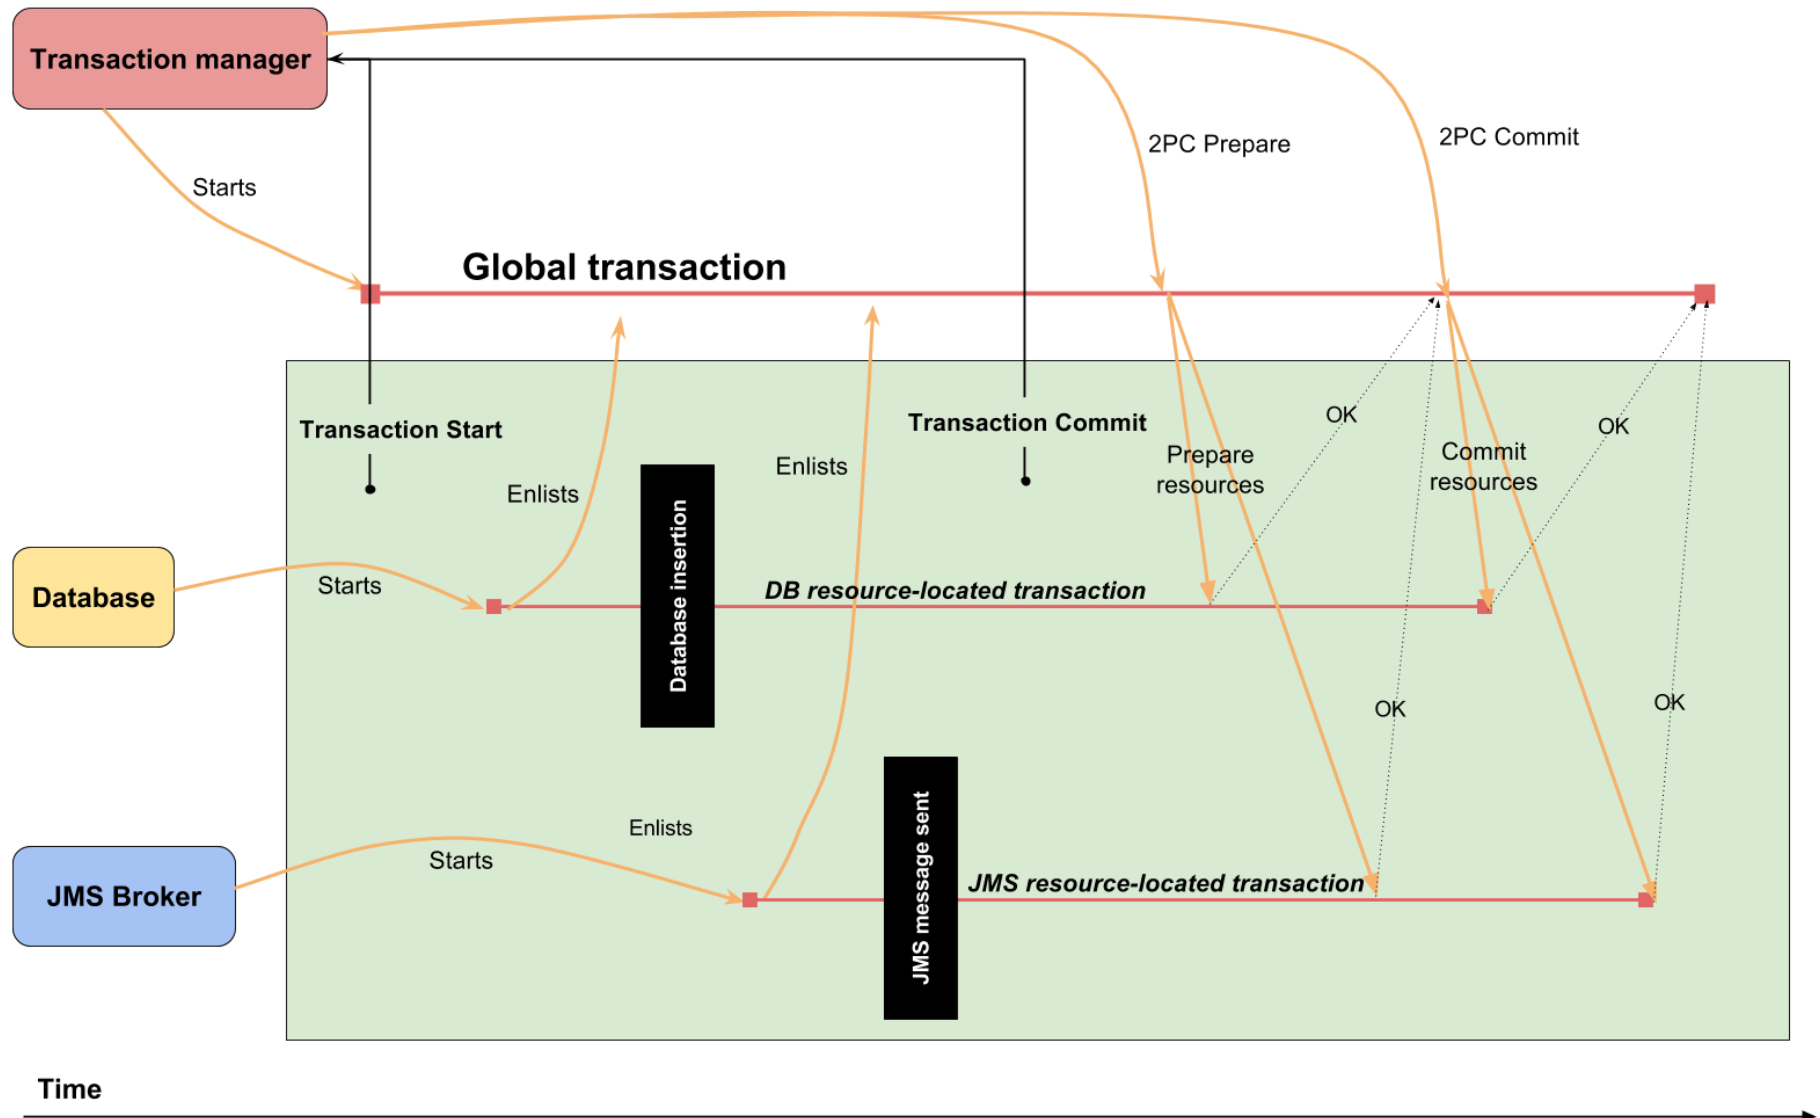 Transaction manager
2PC Prepare
2PC Commit
Starts
Global transaction
Transaction Start
Transaction Commit
OK
OK
Enlists
Enlists
Prepare
resources
Commit
resources
Database
Starts
Database insertion
DB resource-located transaction
OK
OK
Enlists
JMS Broker
Starts
JMS message sent
JMS resource-located transaction
Time